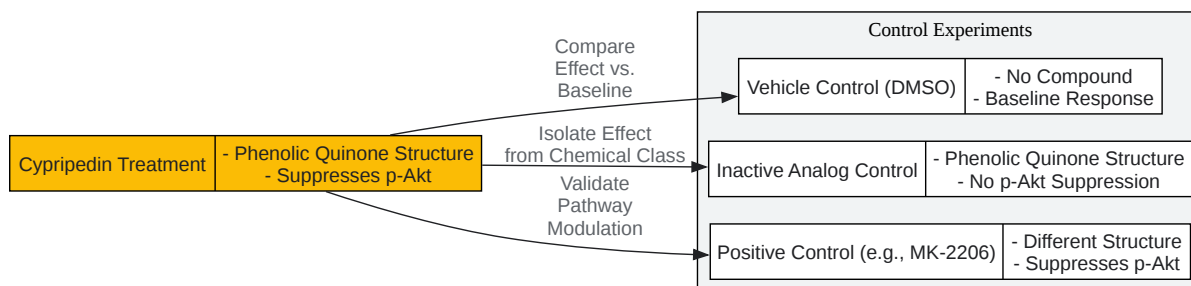 Control Experiments
Compare
Effect vs.
Baseline
Vehicle Control (DMSO)
- No Compound
- Baseline Response
Cypripedin Treatment
- Phenolic Quinone Structure
- Suppresses p-Akt
Isolate Effect
from Chemical Class
Inactive Analog Control
- Phenolic Quinone Structure
- No p-Akt Suppression
Validate
Pathway
Modulation
Positive Control (e.g., MK-2206)
- Different Structure
- Suppresses p-Akt